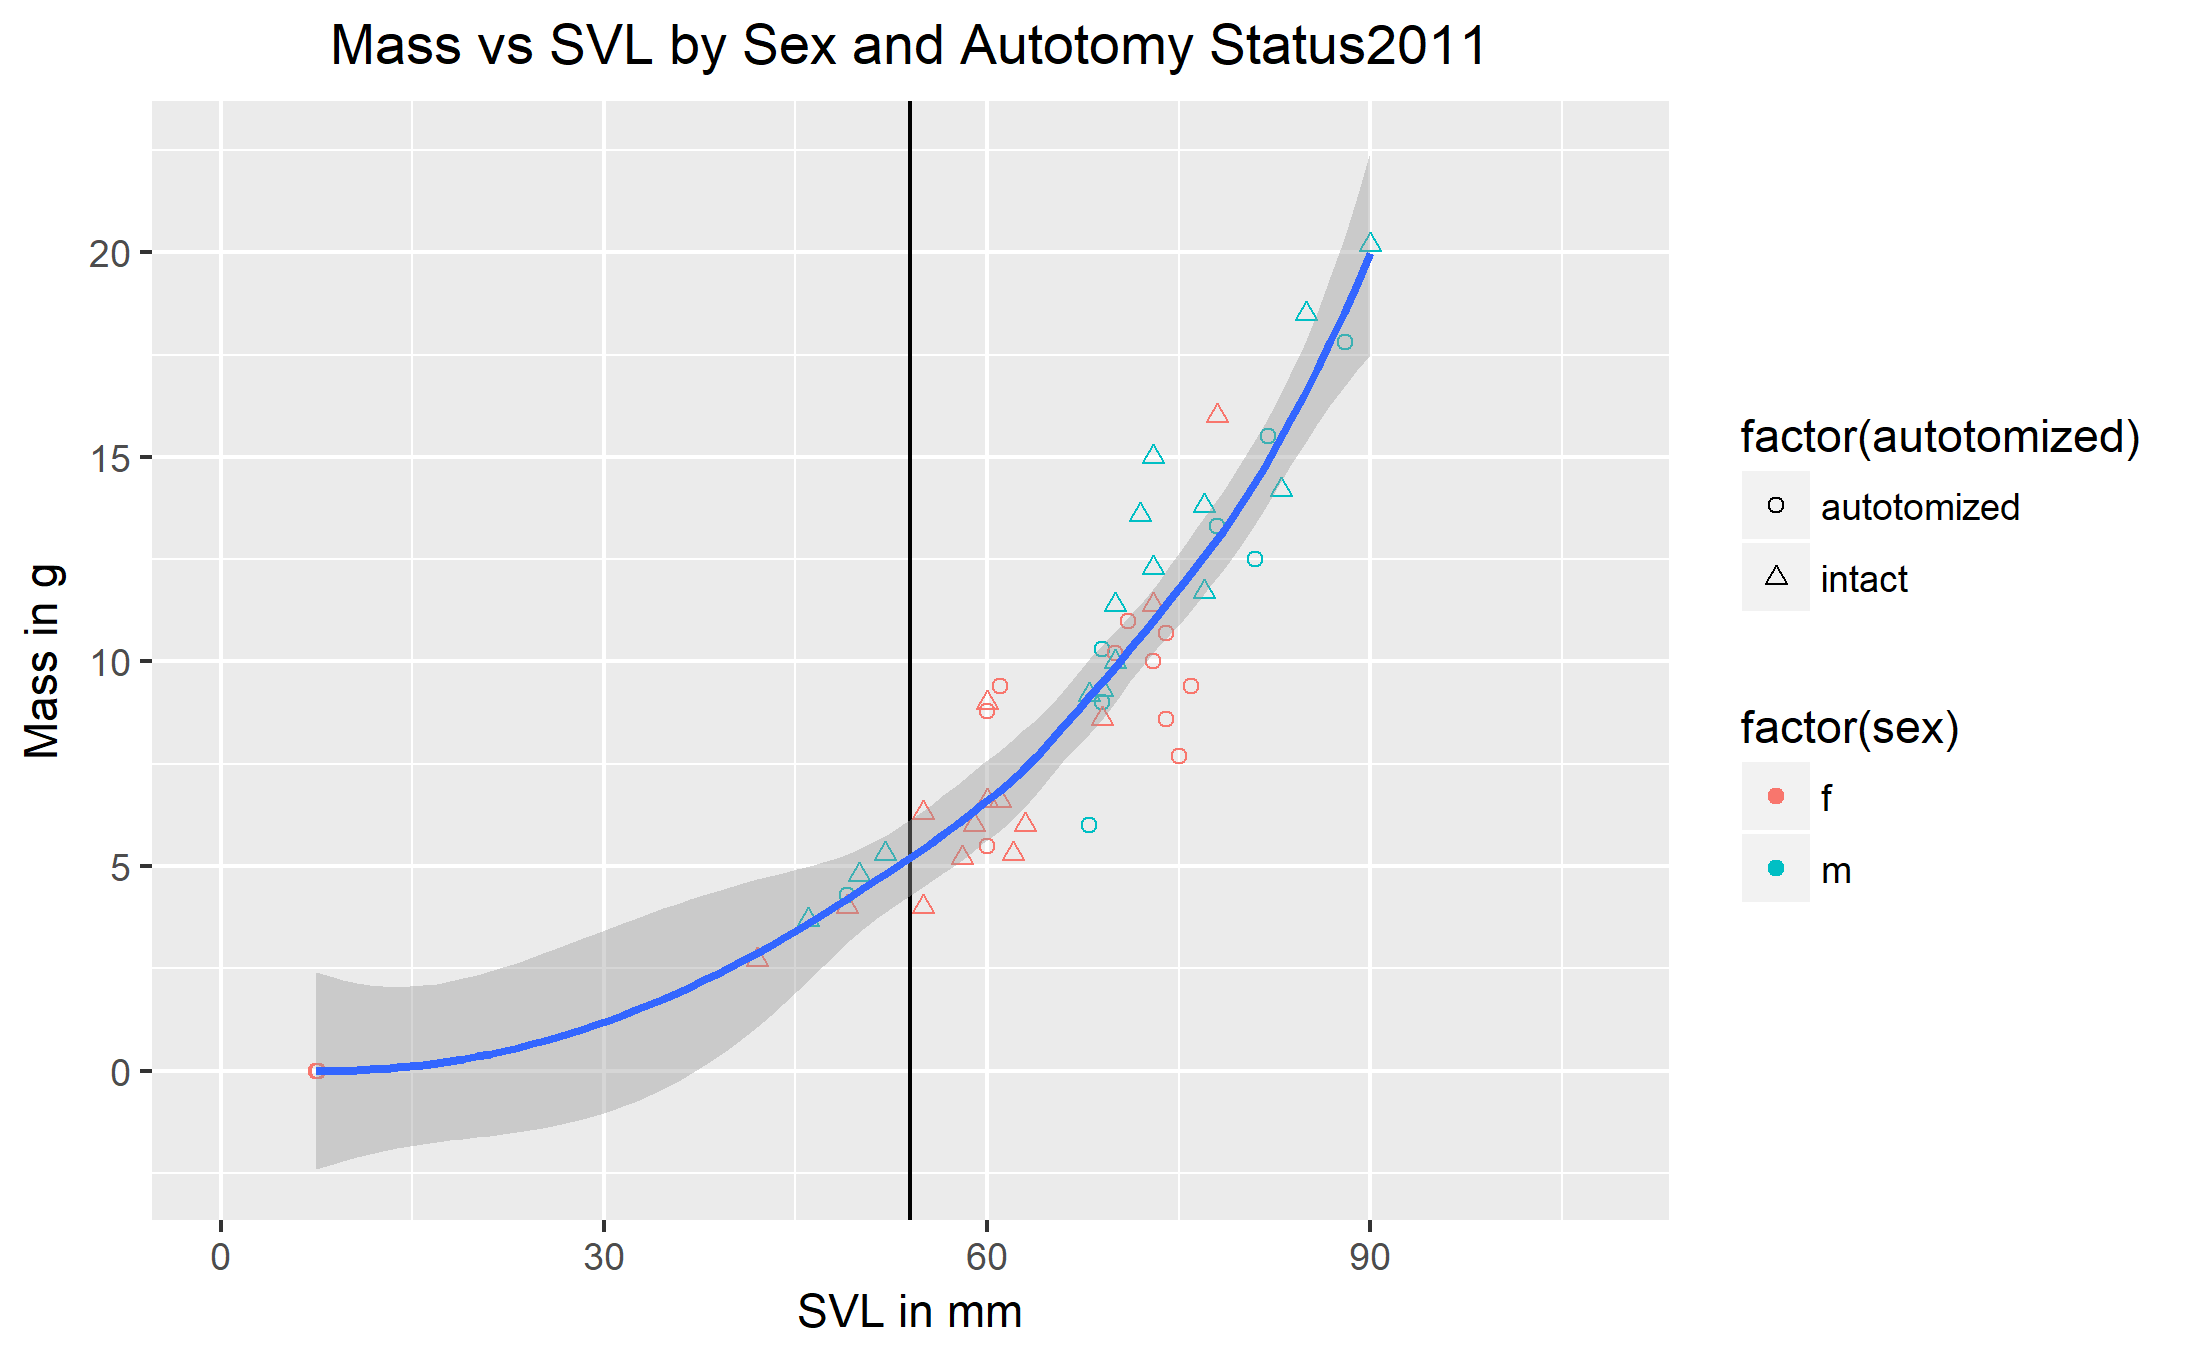 Mass vs SVL by Sex and Autotomy Status2011
Mass in g
20
15
10
5
0
0
30
60
90
SVL in mm
factor(autotomized)
autotomized
intact
factor(sex)
f
m